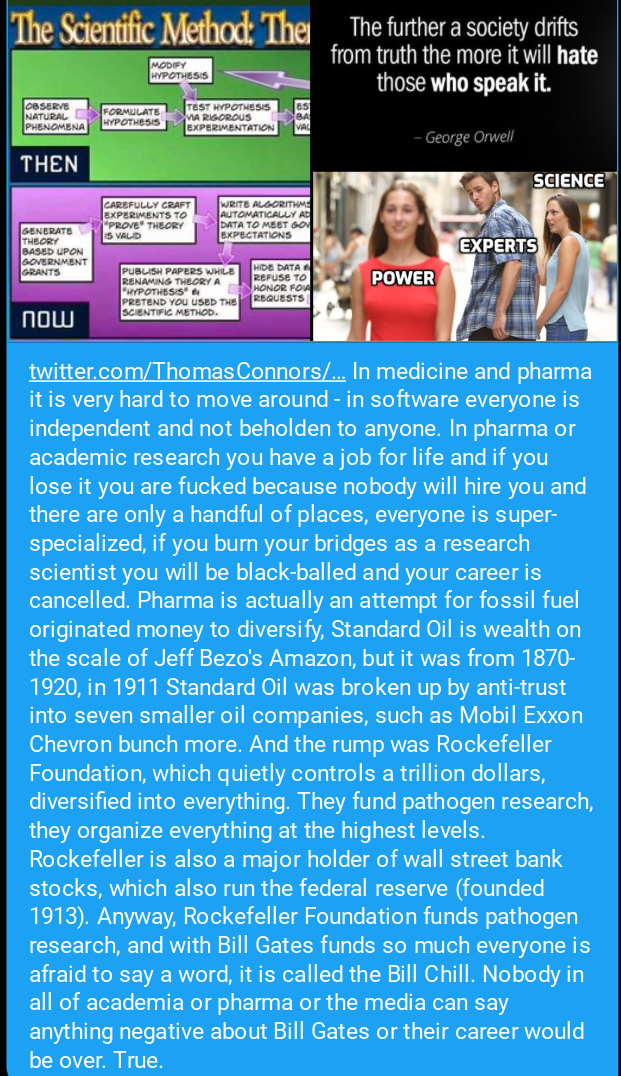 The Scientific Method: Then
MODIFY
HYPOTHESIS
OBSERVE
NATURAL
PHENOMENA
FORMULATE
HYPOTHESIS
TEST HYPOTHESIS
VIA RIGOROUS
EXPERIMENTATION
ES
BA
VAL
THEN
GENERATE
THEORY
BASED UPON
GOVERNMENT
GRANTS
CAREFULLY CRAFT
EXPERIMENTS TO
"PROVE" THEORY
IS VALID
WRITE ALGORITHMS
AUTOMATICALLY AD
DATA TO MEET GOV
EXPECTATIONS
PUBLISH PAPERS WHILE
RENAMING THEORY A
"HYPOTHESIS" &
PRETEND YOU USED THE
SCIENTIFIC METHOD.
HIDE DATA &
REFUSE TO
HONOR FOIA
REQUESTS
NOW
The further a society drifts
from truth the more it will hate
those who speak it.
– George Orwell
SCIENCE
EXPERTS
POWER
twitter.com/ThomasConnors/... In medicine and pharma
it is very hard to move around - in software everyone is
independent and not beholden to anyone. In pharma or
academic research you have a job for life and if you
lose it you are fucked because nobody will hire you and
there are only a handful of places, everyone is super-
specialized, if you burn your bridges as a research
scientist you will be black-balled and your career is
cancelled. Pharma is actually an attempt for fossil fuel
originated money to diversify, Standard Oil is wealth on
the scale of Jeff Bezo's Amazon, but it was from 1870-
1920, in 1911 Standard Oil was broken up by anti-trust
into seven smaller oil companies, such as Mobil Exxon
Chevron bunch more. And the rump was Rockefeller
Foundation, which quietly controls a trillion dollars,
diversified into everything. They fund pathogen research,
they organize everything at the highest levels.
Rockefeller is also a major holder of wall street bank
stocks, which also run the federal reserve (founded
1913). Anyway, Rockefeller Foundation funds pathogen
research, and with Bill Gates funds so much everyone is
afraid to say a word, it is called the Bill Chill. Nobody in
all of academia or pharma or the media can say
anything negative about Bill Gates or their career would
be over. True.